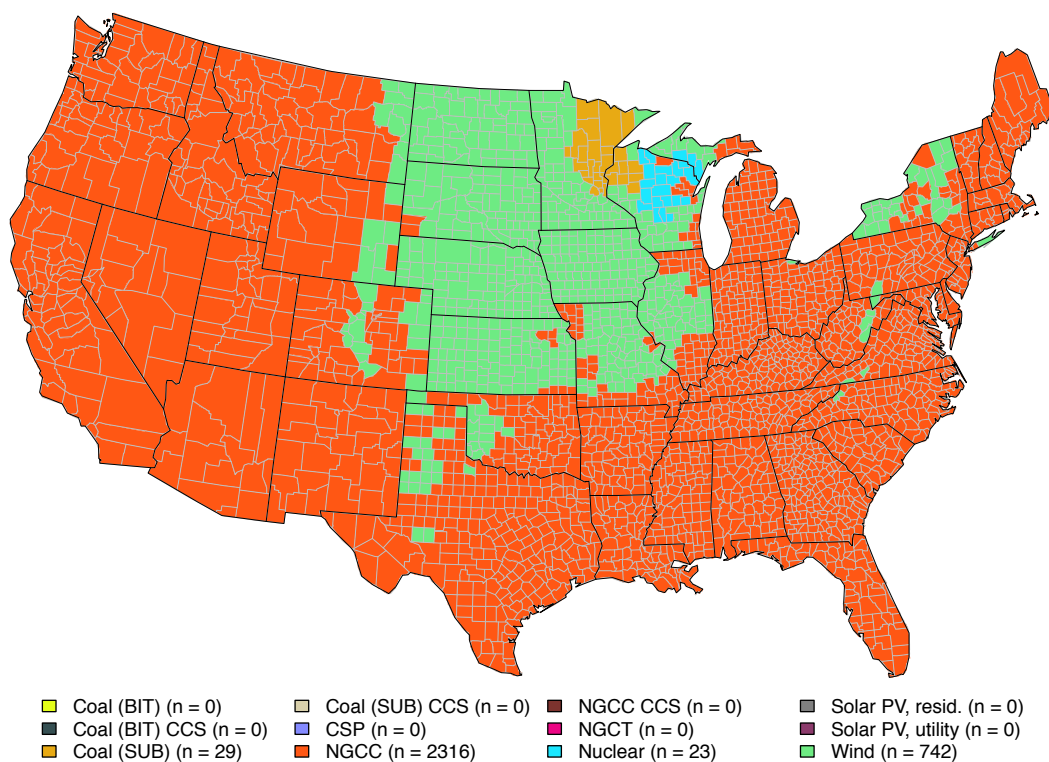 Coal (BIT) (n = 0)
Coal (BIT) CCS (n = 0)
Coal (SUB) (n = 29)
Coal (SUB) CCS (n = 0)
CSP (n = 0)
NGCC (n = 2316)
NGCC CCS (n = 0)
NGCT (n = 0)
Nuclear (n = 23)
Solar PV, resid. (n = 0)
Solar PV, utility (n = 0)
Wind (n = 742)